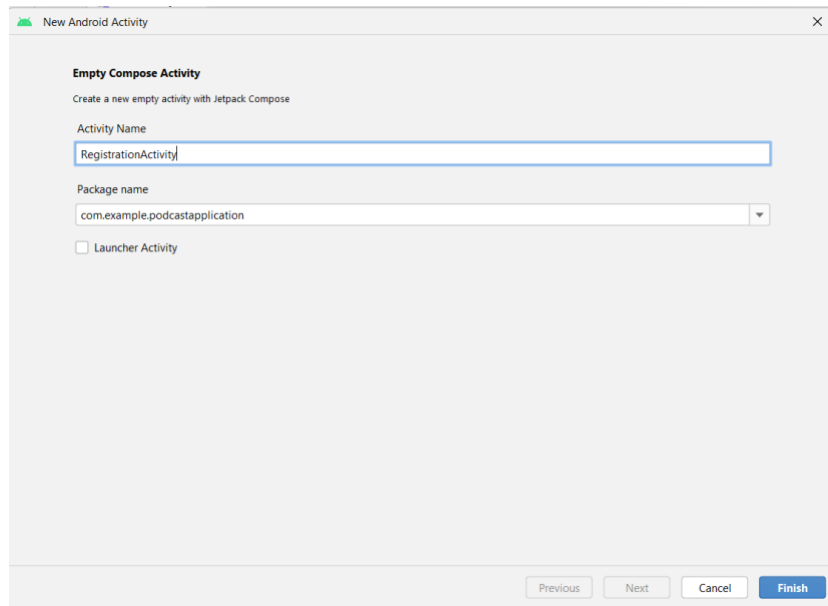 New Android Activity
Empty Compose Activity
Create a new empty activity with Jetpack Compose
Activity Name
RegistrationActivity
Package name
com.example.podcastapplication
Launcher Activity
Previous Next Cancel Finish